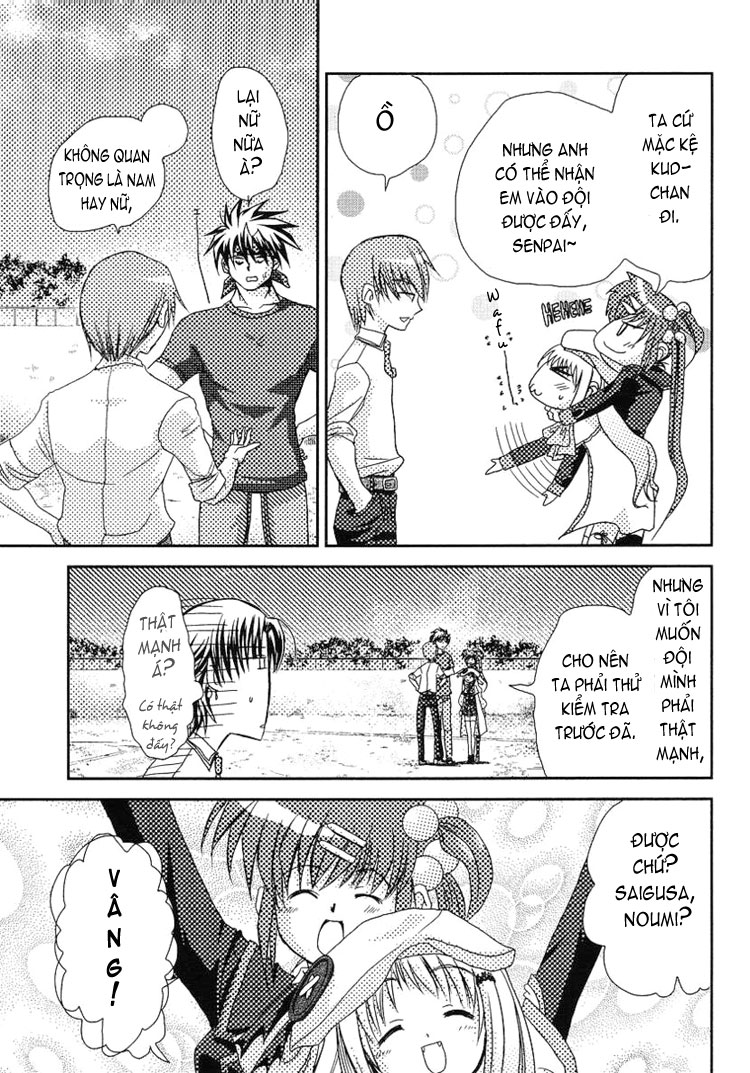 TA CỨ
MẶC KỆ
KUD-
CHAN
ĐI.
NHƯNG ANH
CÓ THỂ NHẬN
EM VÀO ĐỘI
ĐƯỢC ĐẤY,
SENPAI~
HEHEHE
Wafu
Ồ
LẠI
NỮ
NỮA
À?
KHÔNG QUAN
TRỌNG LÀ NAM
HAY NỮ,
NHƯNG
VÌ TÔI
MUỐN
ĐỘI
MÌNH
PHẢI
THẬT
MẠNH,
CHO NÊN
TA PHẢI THỬ
KIỂM TRA
TRƯỚC ĐÃ.
THẬT
MẠNH
Á?
Có thật
không
đấy?
ĐƯỢC
CHỨ?
SAIGUSA,
NOUMI?
VÂNG!